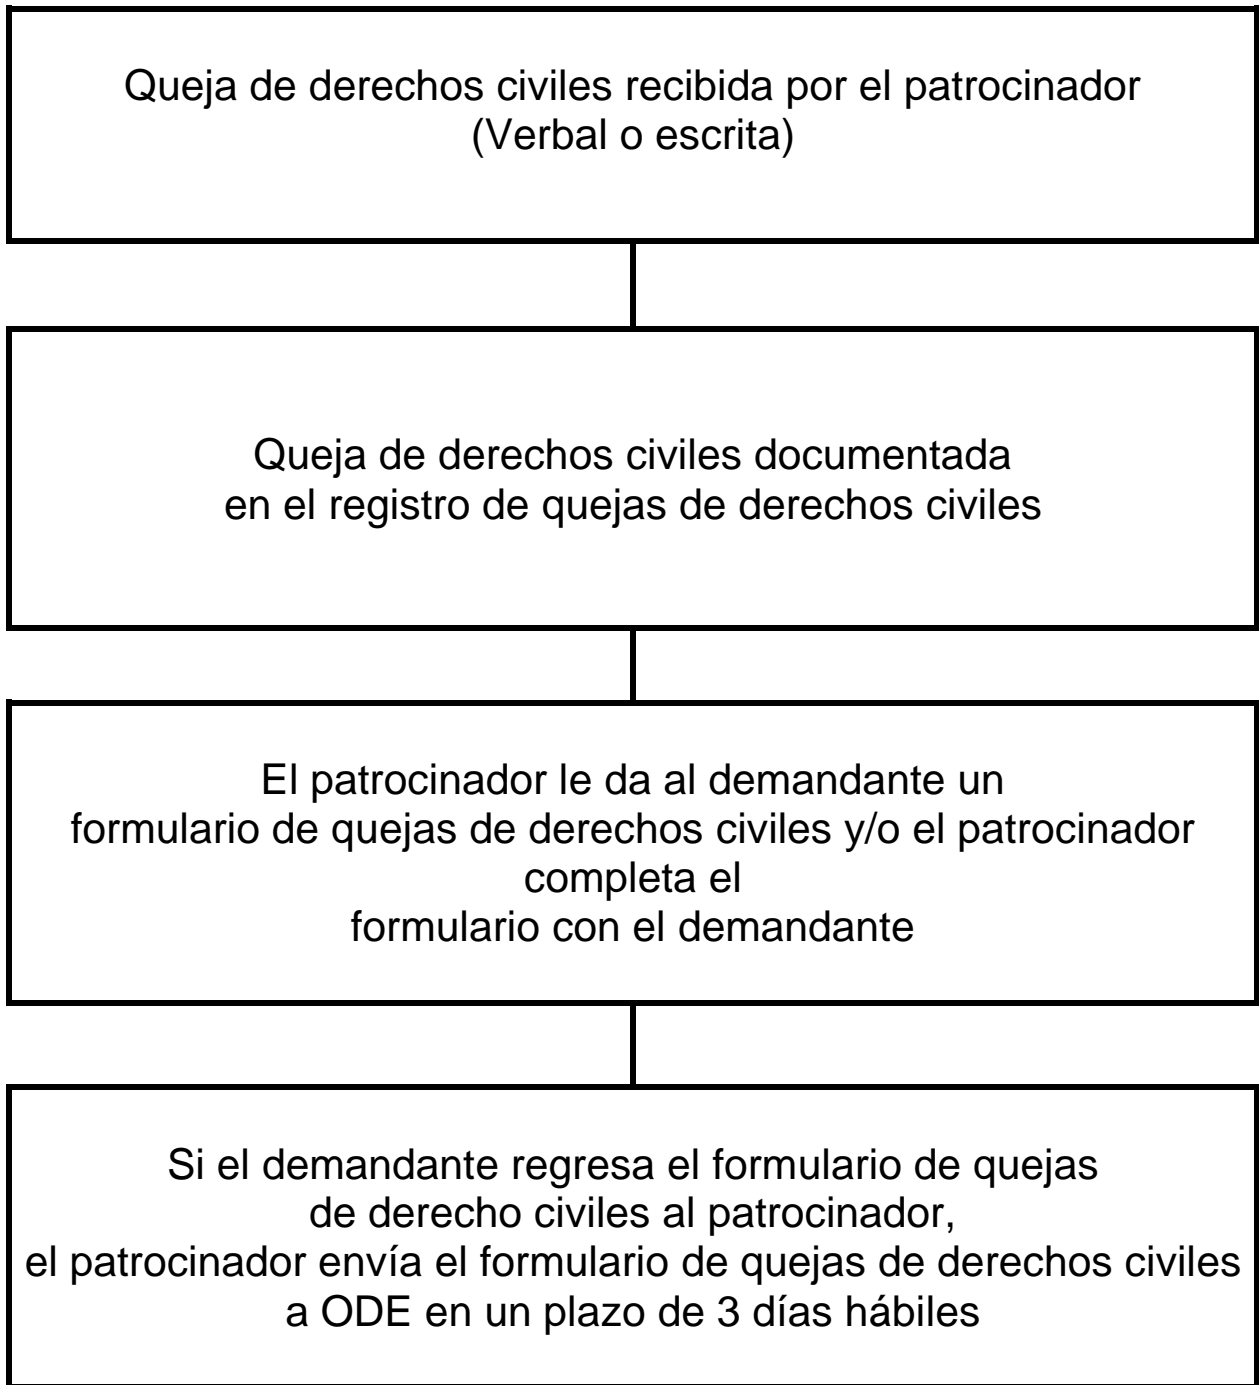 Queja de derechos civiles recibida por el patrocinador
(Verbal o escrita)
Queja de derechos civiles documentada
en el registro de quejas de derechos civiles
El patrocinador le da al demandante un
formulario de quejas de derechos civiles y/o el patrocinador
completa el
formulario con el demandante
Si el demandante regresa el formulario de quejas
de derecho civiles al patrocinador,
el patrocinador envía el formulario de quejas de derechos civiles
a ODE en un plazo de 3 días hábiles